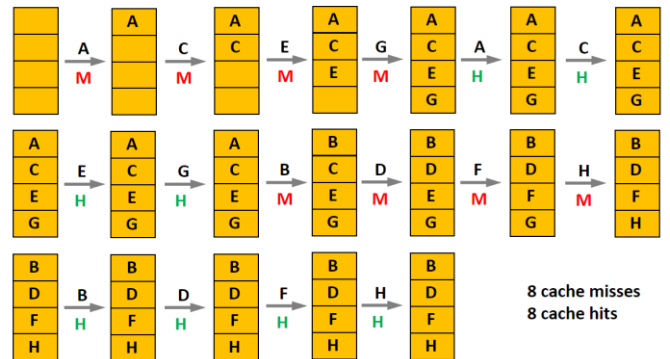 A A A A A A
A C C E C G C A C C C
M M M E M E H E H E
G G G
A A A B B B B
C E C G C B C D D F D H D
E H E H E M E M E M F M F
G G G G G G H
B B B B B
D B D D D F D H D 8 cache misses
F H F H F H F H F 8 cache hits
H H H H H